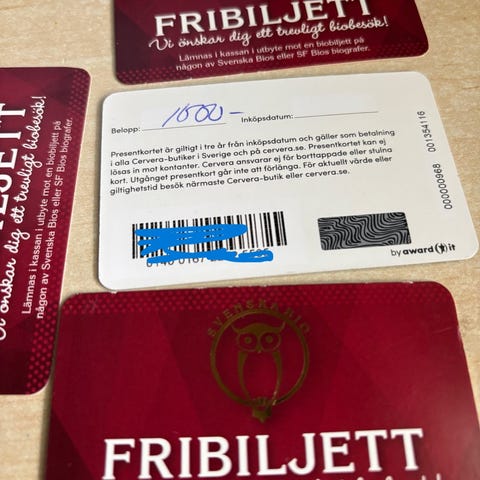 FRIBILJETT
Vi önskar dig ett trevligt biobesök!
Lämnas i kassan i utbyte mot en biobiljett på
någon av Svenska Bios eller SF Bios biografer.
Belopp: 1500- Inköpsdatum:
Presentkortet är giltigt i tre år från inköpsdatum och gäller som betalning
i alla Cervera-butiker i Sverige och på cervera.se. Presentkortet kan ej
lösas in mot kontanter. Cervera ansvarar ej för borttappade eller stulna
kort. Utgånget presentkort går inte att förlänga. För aktuellt värde eller
giltighetstid besök närmaste Cervera-butik eller cervera.se.
000000968 001354116
by award it
dig ett trevligt biobesök!
Lämnas i kassan i utbyte mot en biobiljett på
någon av Svenska Bios eller SF Bios biografer.
SVENSKA BIO
FRIBILJETT